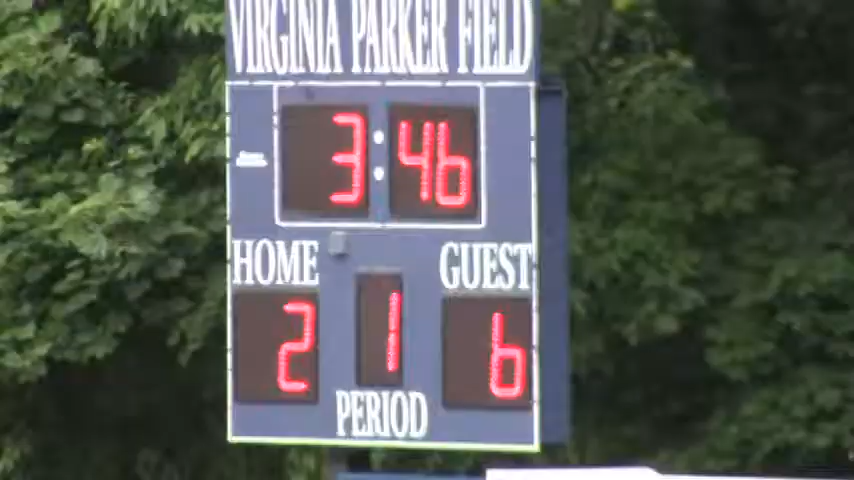 VIRGINIA PARKER FIELD
3:46
HOME GUEST
2 1 6
PERIOD